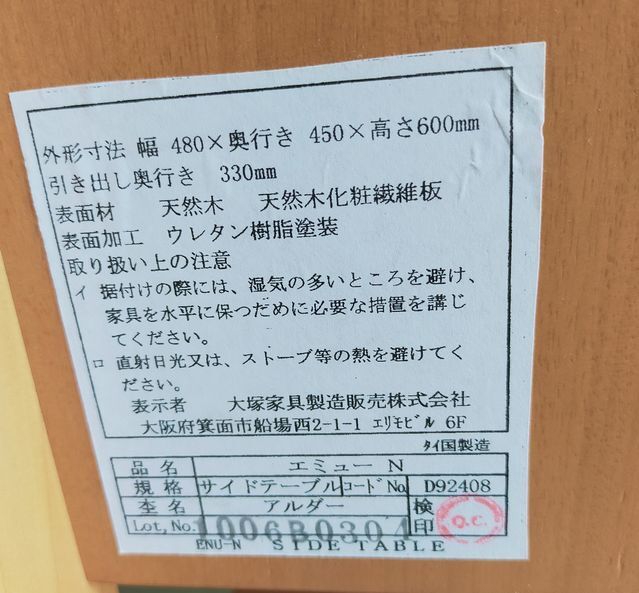 外形寸法 幅 480×奥行き 450×高さ600mm
引き出し奥行き 330mm
表面材 天然木 天然木化粧繊維板
表面加工 ウレタン樹脂塗装
取り扱い上の注意
イ 据付けの際には、湿気の多いところを避け、
家具を水平に保つために必要な措置を講じ
てください。
ロ 直射日光又は、ストーブ等の熱を避けてく
ださい。
表示者 大塚家具製造販売株式会社
大阪府箕面市船場西2-1-1 エリモビル 6F
タイ国製造
品名 エミュー N
規格 サイドテーブル コードNo. D92408
杢名 アルダー 検印 Q.C.
Lot,No. 1006B0301
ENU-N SIDE TABLE